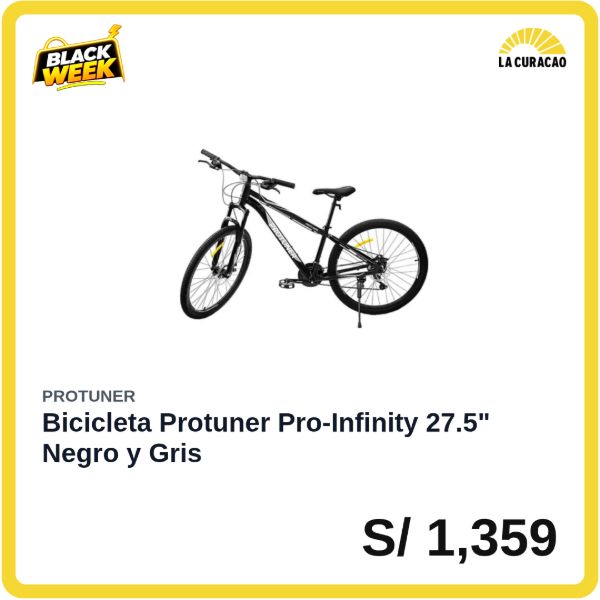 BLACK
WEEK
LA CURACAO
PROTUNER
Bicicleta Protuner Pro-Infinity 27.5"
Negro y Gris
S/ 1,359